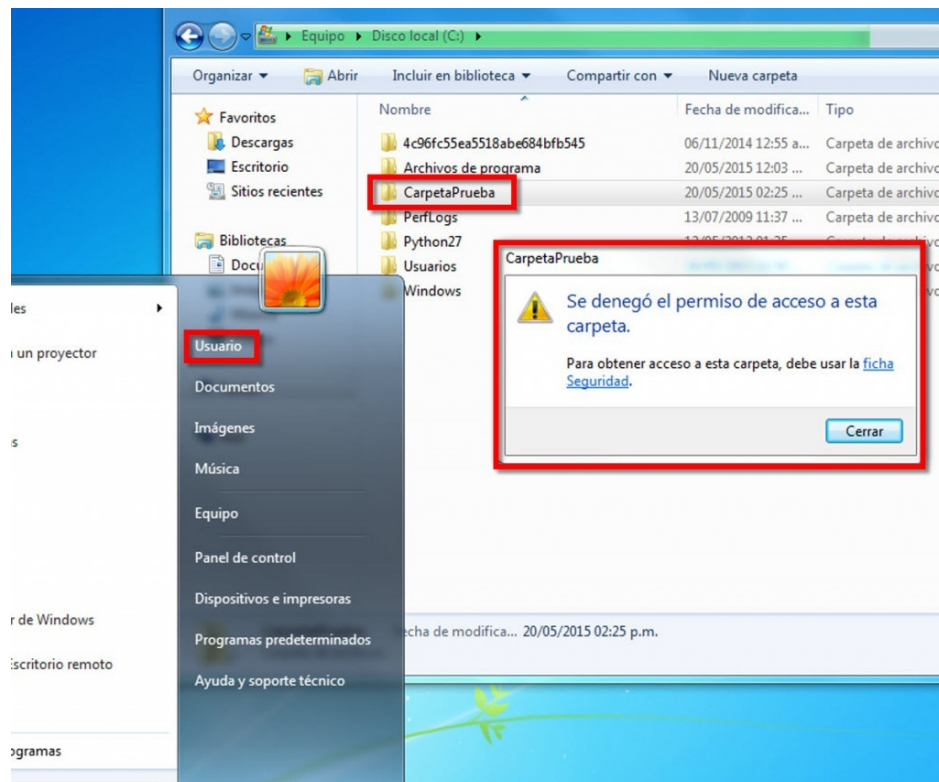 Equipo ▸ Disco local (C:) ▸
Organizar ▾ Abrir Incluir en biblioteca ▾ Compartir con ▾ Nueva carpeta
Favoritos
Descargas
Escritorio
Sitios recientes
Bibliotecas
Nombre Fecha de modifica... Tipo
4c96fc55ea5518abe684bfb545 06/11/2014 12:55 a... Carpeta de archivo
Archivos de programa 20/05/2015 12:03 ... Carpeta de archivo
CarpetaPrueba 20/05/2015 02:25 ... Carpeta de archivo
PerfLogs 13/07/2009 11:37 ... Carpeta de archivo
Python27
Usuarios
Windows
CarpetaPrueba
Se denegó el permiso de acceso a esta
carpeta.
Para obtener acceso a esta carpeta, debe usar la ficha
Seguridad.
Cerrar
les
un proyector
s
r de Windows
scritorio remoto
ogramas
Usuario
Documentos
Imágenes
Música
Equipo
Panel de control
Dispositivos e impresoras
Programas predeterminados
Ayuda y soporte técnico
echa de modifica... 20/05/2015 02:25 p.m.